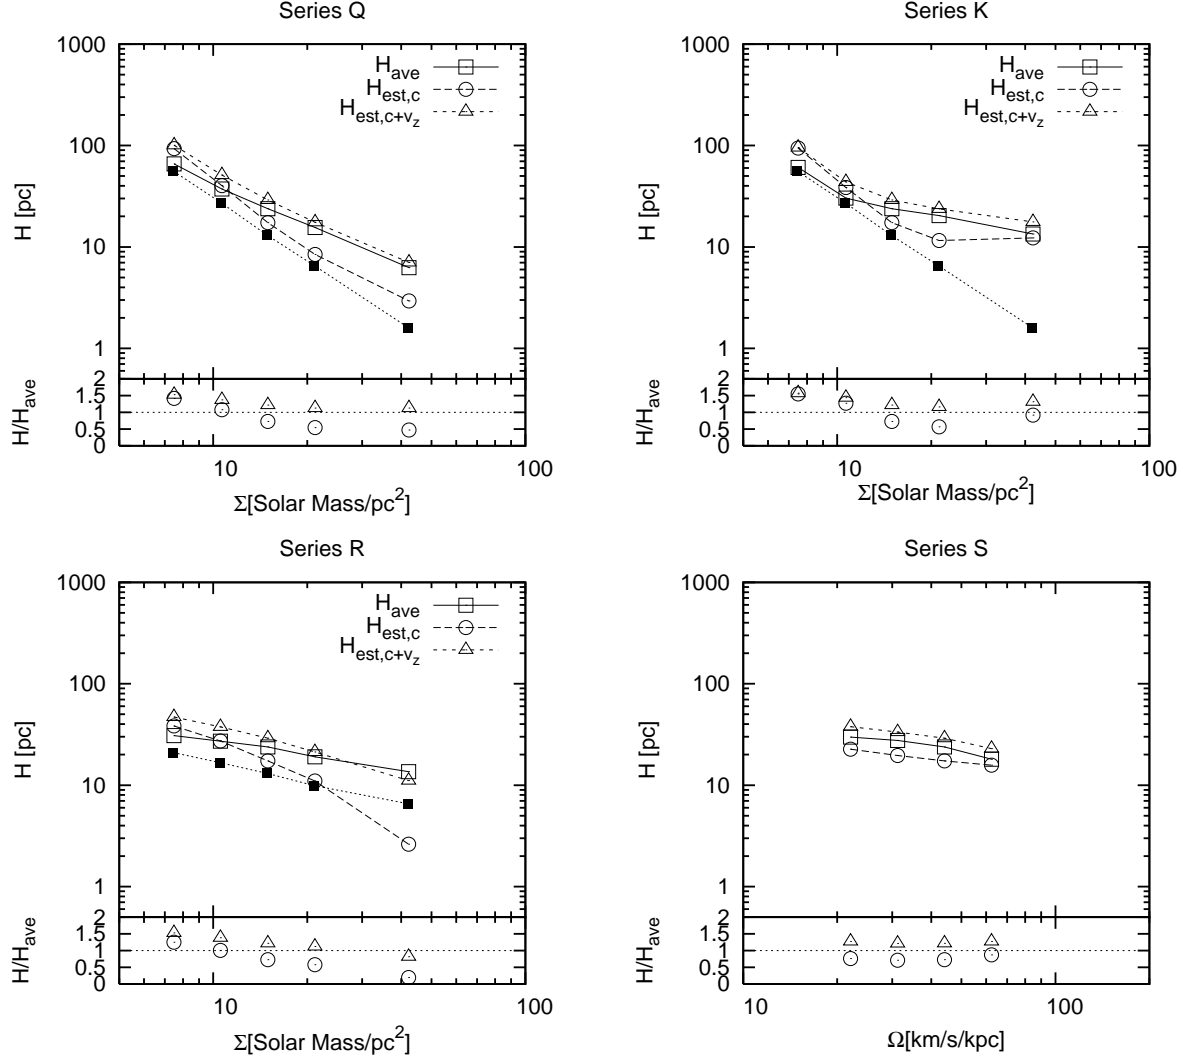 Series Q
1000
100
10
1
H [pc]
H_ave
H_est,c
H_est,c+v_z
2
1.5
1
0.5
0
H/H_ave
10
100
Σ[Solar Mass/pc^2]
Series K
1000
100
10
1
H [pc]
H_ave
H_est,c
H_est,c+v_z
2
1.5
1
0.5
0
H/H_ave
10
100
Σ[Solar Mass/pc^2]
Series R
1000
100
10
1
H [pc]
H_ave
H_est,c
H_est,c+v_z
2
1.5
1
0.5
0
H/H_ave
10
100
Σ[Solar Mass/pc^2]
Series S
1000
100
10
1
H [pc]
2
1.5
1
0.5
0
H/H_ave
10
100
Ω[km/s/kpc]